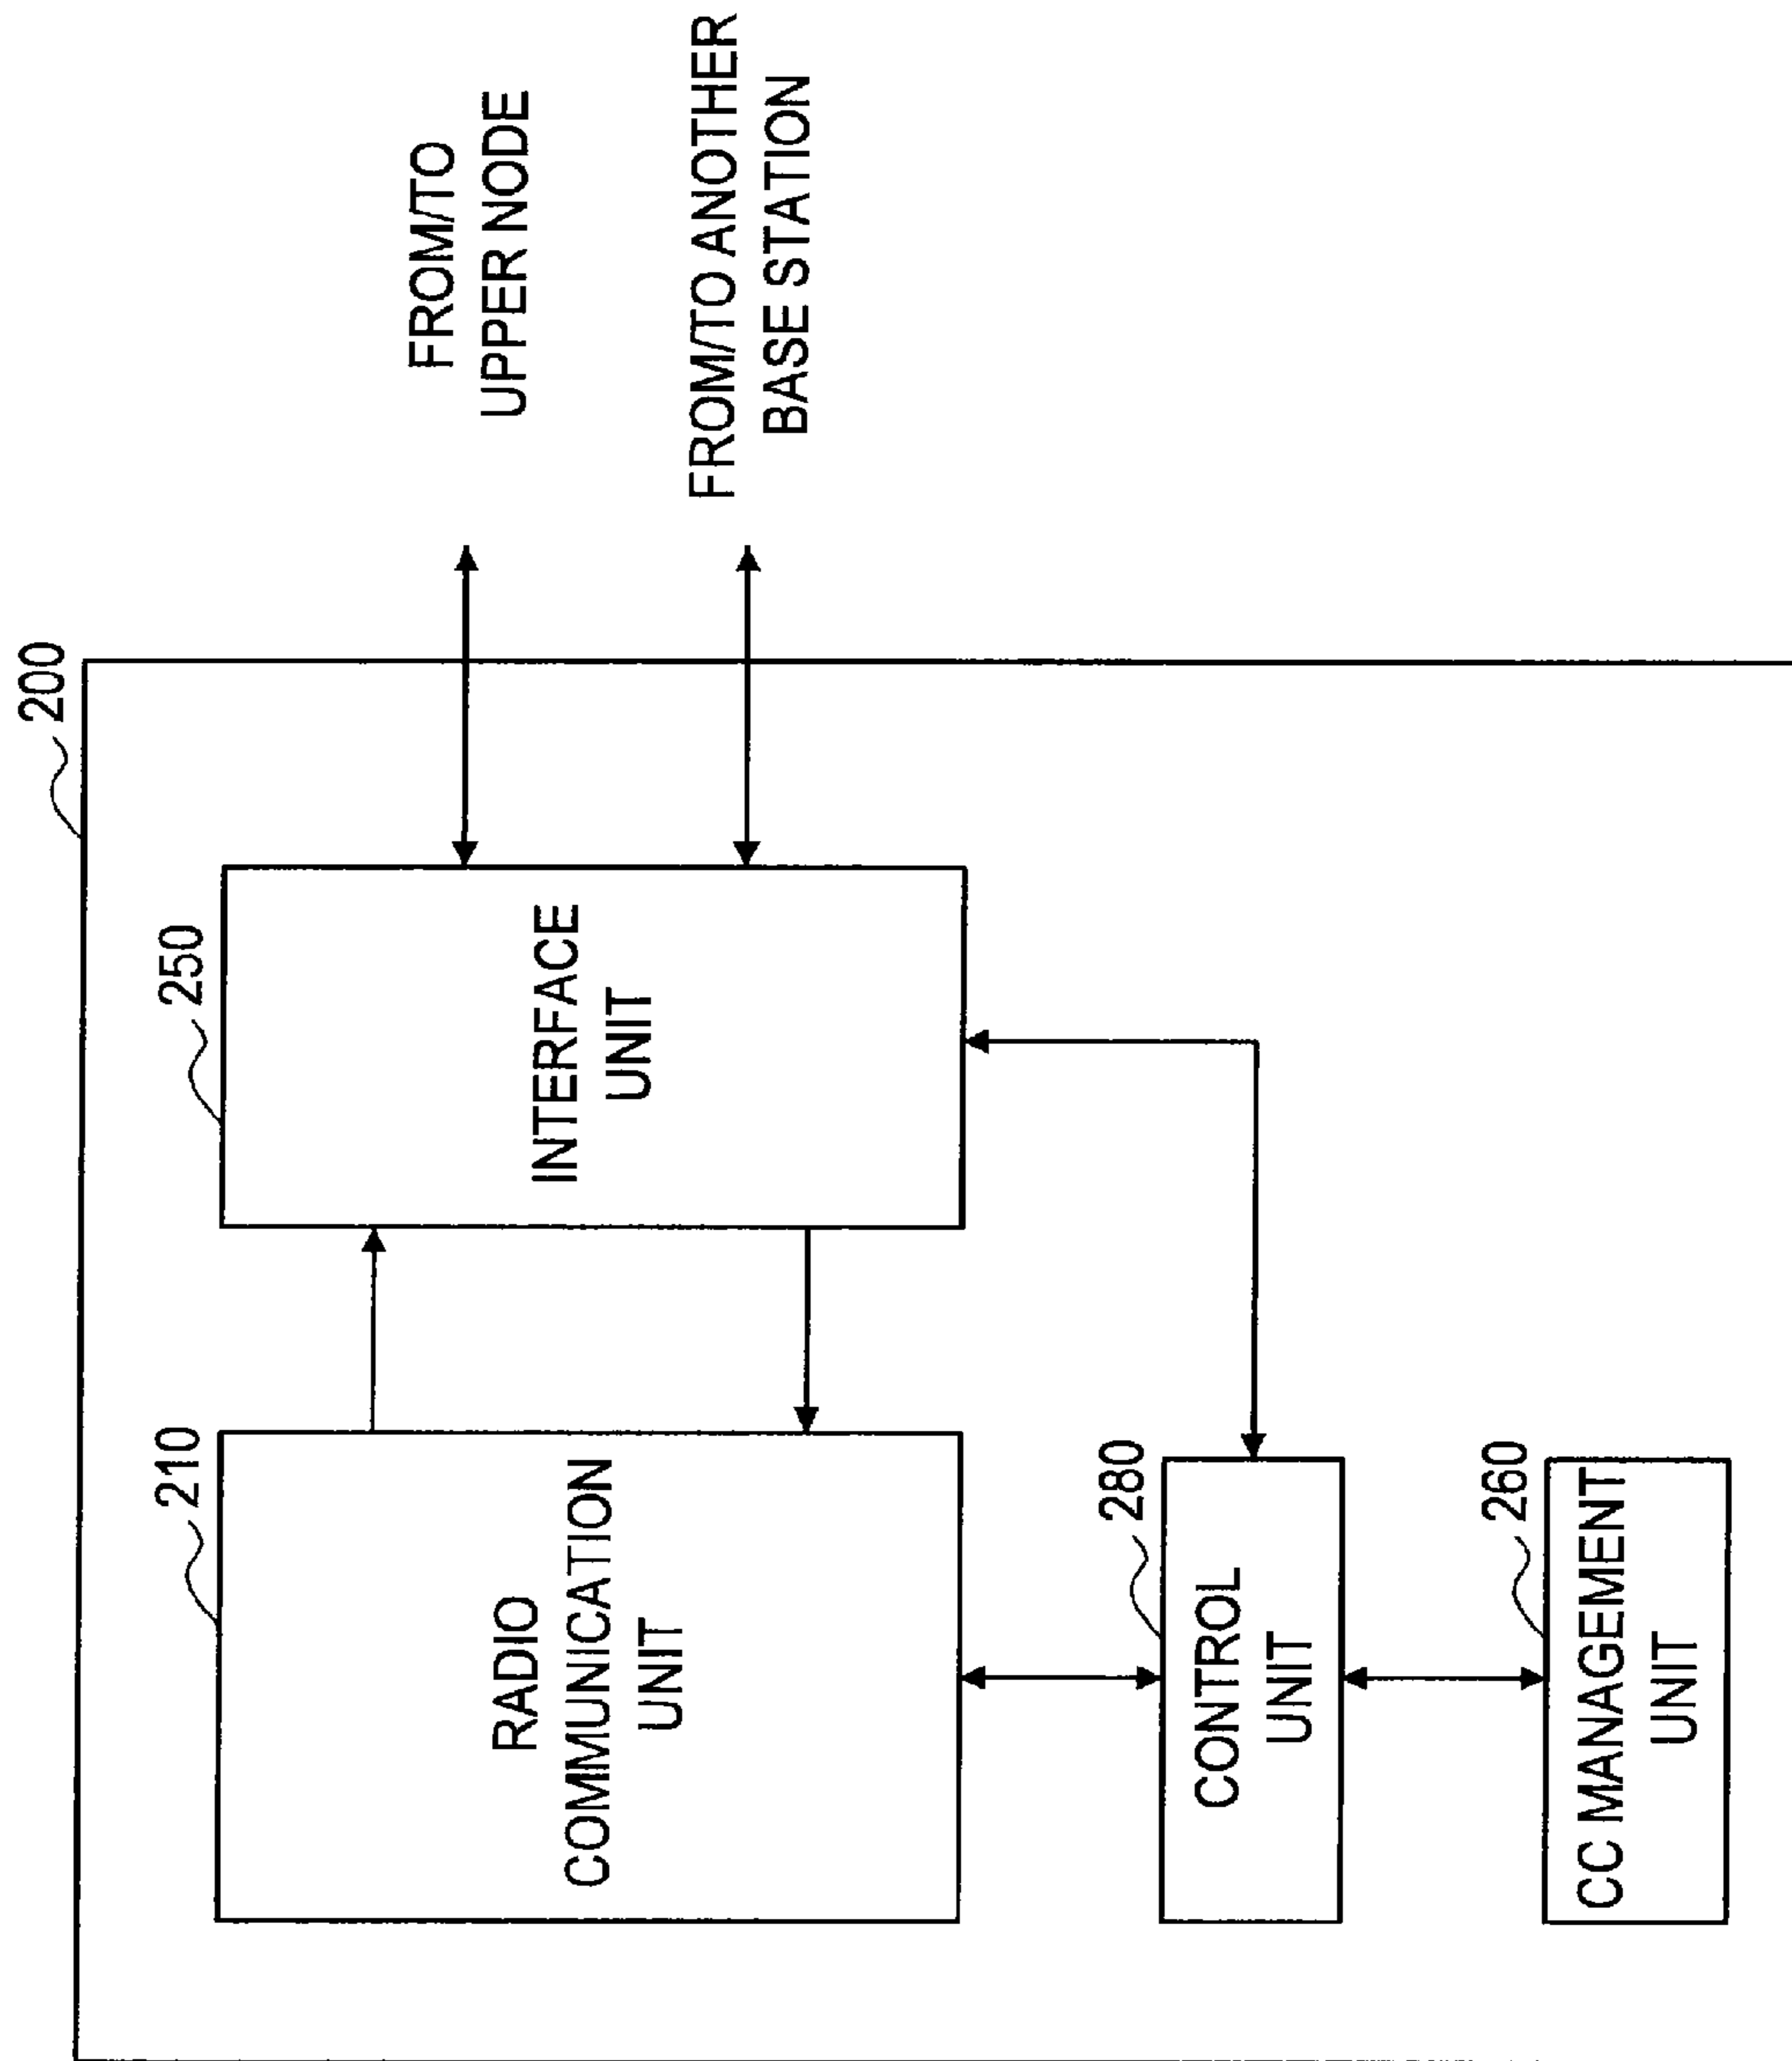 200
210
RADIO
COMMUNICATION
UNIT
250
INTERFACE
UNIT
FROM/TO
UPPER NODE
FROM/TO ANOTHER
BASE STATION
280
CONTROL
UNIT
260
CC MANAGEMENT
UNIT